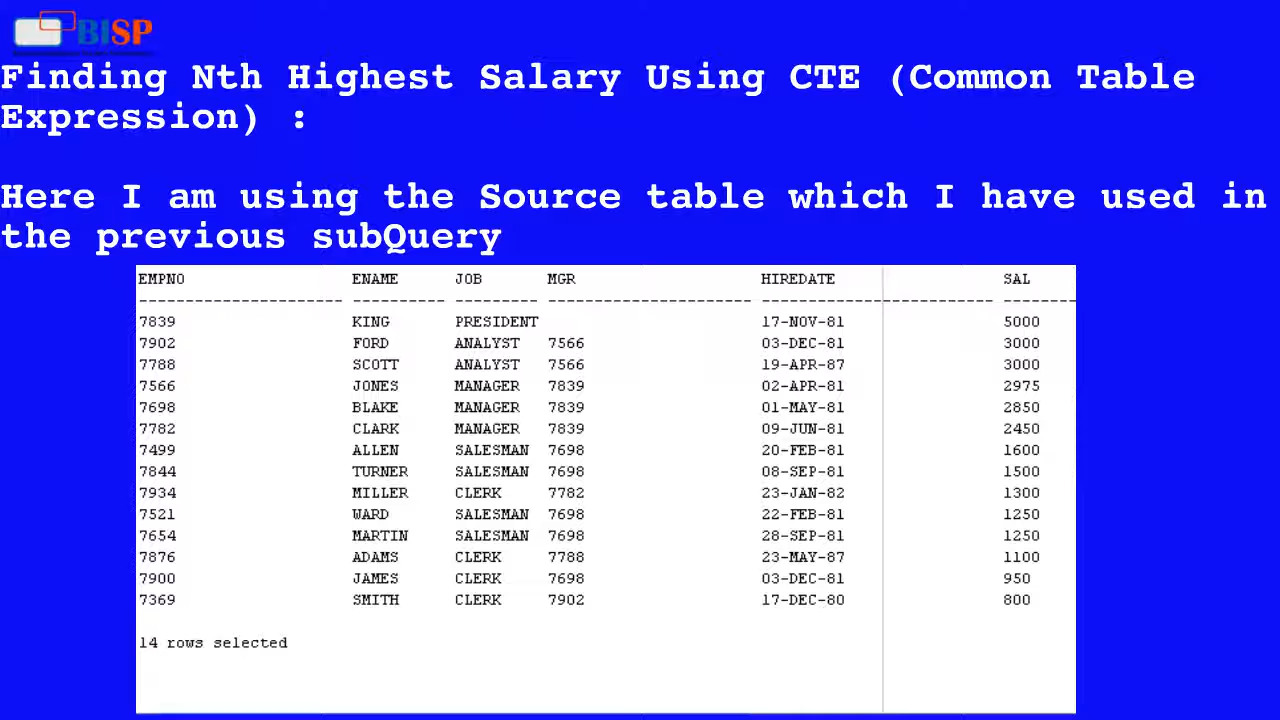 BISP
Finding Nth Highest Salary Using CTE (Common Table
Expression) :
Here I am using the Source table which I have used in
the previous subQuery
EMPNO ENAME JOB MGR HIREDATE SAL
---------------------- ---------- --------- ---------------------- ------------------------- --------
7839 KING PRESIDENT 17-NOV-81 5000
7902 FORD ANALYST 7566 03-DEC-81 3000
7788 SCOTT ANALYST 7566 19-APR-87 3000
7566 JONES MANAGER 7839 02-APR-81 2975
7698 BLAKE MANAGER 7839 01-MAY-81 2850
7782 CLARK MANAGER 7839 09-JUN-81 2450
7499 ALLEN SALESMAN 7698 20-FEB-81 1600
7844 TURNER SALESMAN 7698 08-SEP-81 1500
7934 MILLER CLERK 7782 23-JAN-82 1300
7521 WARD SALESMAN 7698 22-FEB-81 1250
7654 MARTIN SALESMAN 7698 28-SEP-81 1250
7876 ADAMS CLERK 7788 23-MAY-87 1100
7900 JAMES CLERK 7698 03-DEC-81 950
7369 SMITH CLERK 7902 17-DEC-80 800
14 rows selected